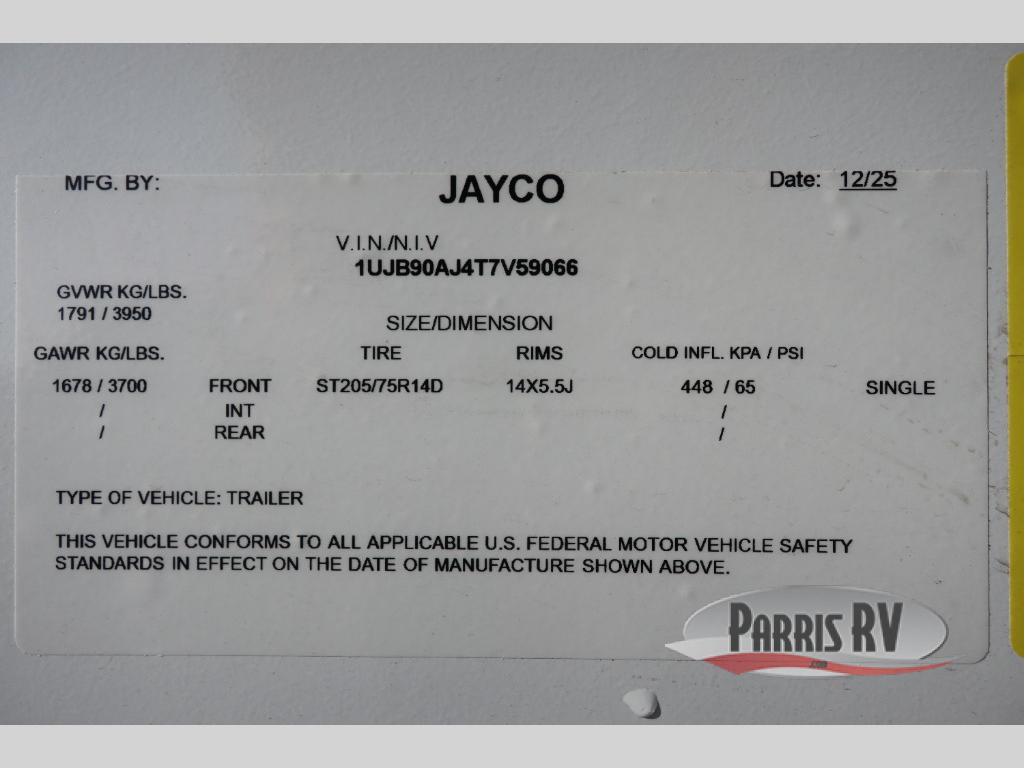 MFG. BY: JAYCO Date: 12/25
V.I.N./N.I.V
1UJB90AJ4T7V59066
GVWR KG/LBS.
1791 / 3950
SIZE/DIMENSION
GAWR KG/LBS. TIRE RIMS COLD INFL. KPA / PSI
1678 / 3700 FRONT ST205/75R14D 14X5.5J 448 / 65 SINGLE
/ INT /
/ REAR /
TYPE OF VEHICLE: TRAILER
THIS VEHICLE CONFORMS TO ALL APPLICABLE U.S. FEDERAL MOTOR VEHICLE SAFETY
STANDARDS IN EFFECT ON THE DATE OF MANUFACTURE SHOWN ABOVE.
PARRIS RV
.com